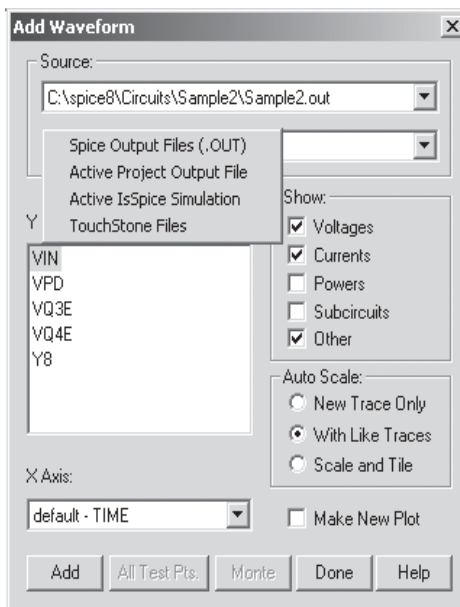 Add Waveform
Source:
C:\spice8\Circuits\Sample2\Sample2.out
Spice Output Files (.OUT)
Active Project Output File
Active IsSpice Simulation
TouchStone Files
Y
VIN
VPD
VQ3E
VQ4E
Y8
Show:
Voltages
Currents
Powers
Subcircuits
Other
Auto Scale:
New Trace Only
With Like Traces
Scale and Tile
X Axis:
default - TIME
Make New Plot
Add
All Test Pts.
Monte
Done
Help